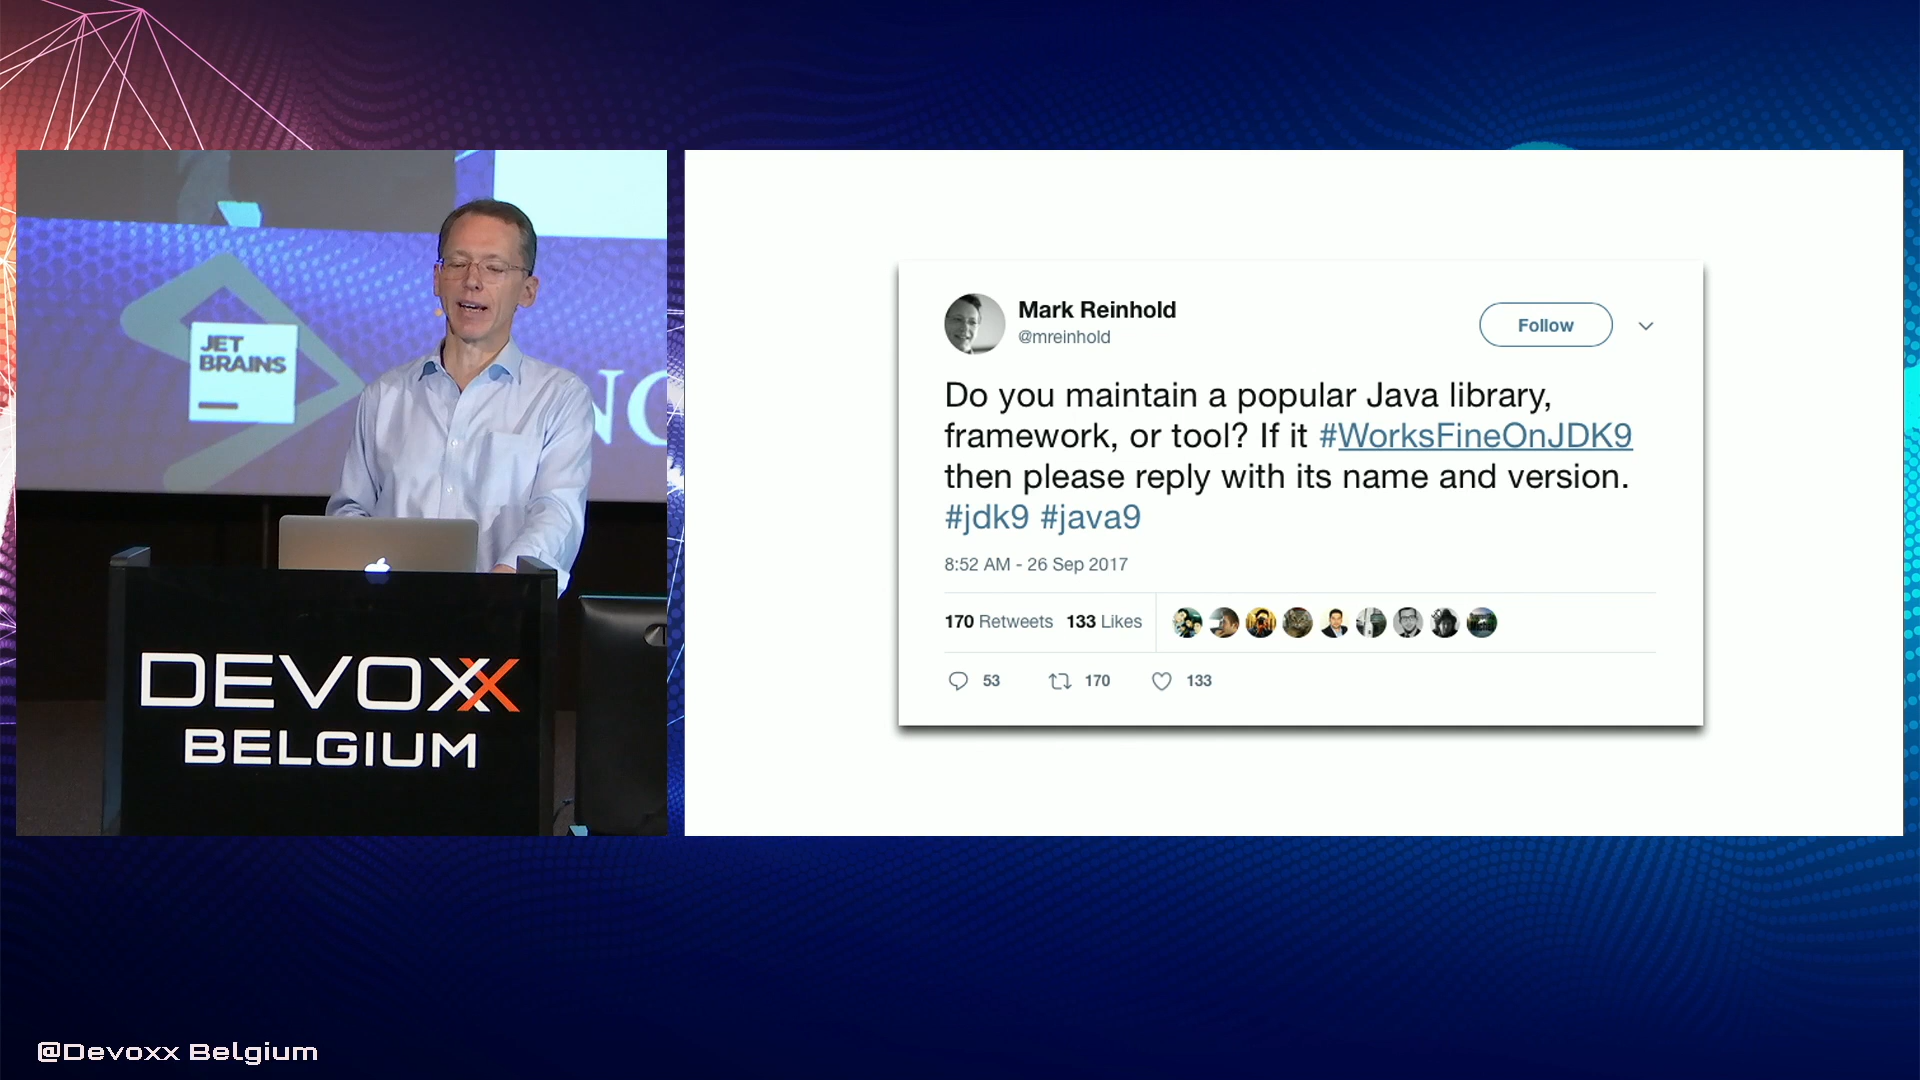 JET
BRAINS
DEVOXX
BELGIUM
Mark Reinhold
@mreinhold
Follow
Do you maintain a popular Java library,
framework, or tool? If it #WorksFineOnJDK9
then please reply with its name and version.
#jdk9 #java9
8:52 AM - 26 Sep 2017
170 Retweets 133 Likes
53 170 133
@Devoxx Belgium